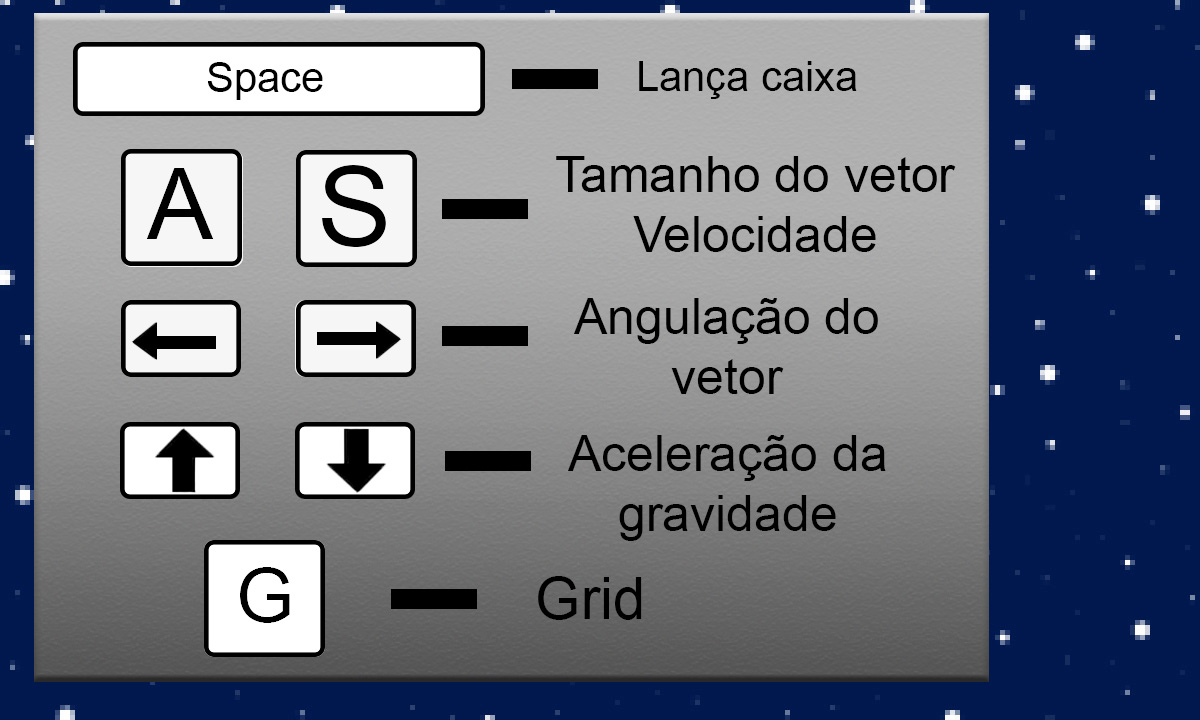 Space Lança caixa
A S Tamanho do vetor
Velocidade
Angulação do
vetor
Aceleração da
gravidade
G Grid